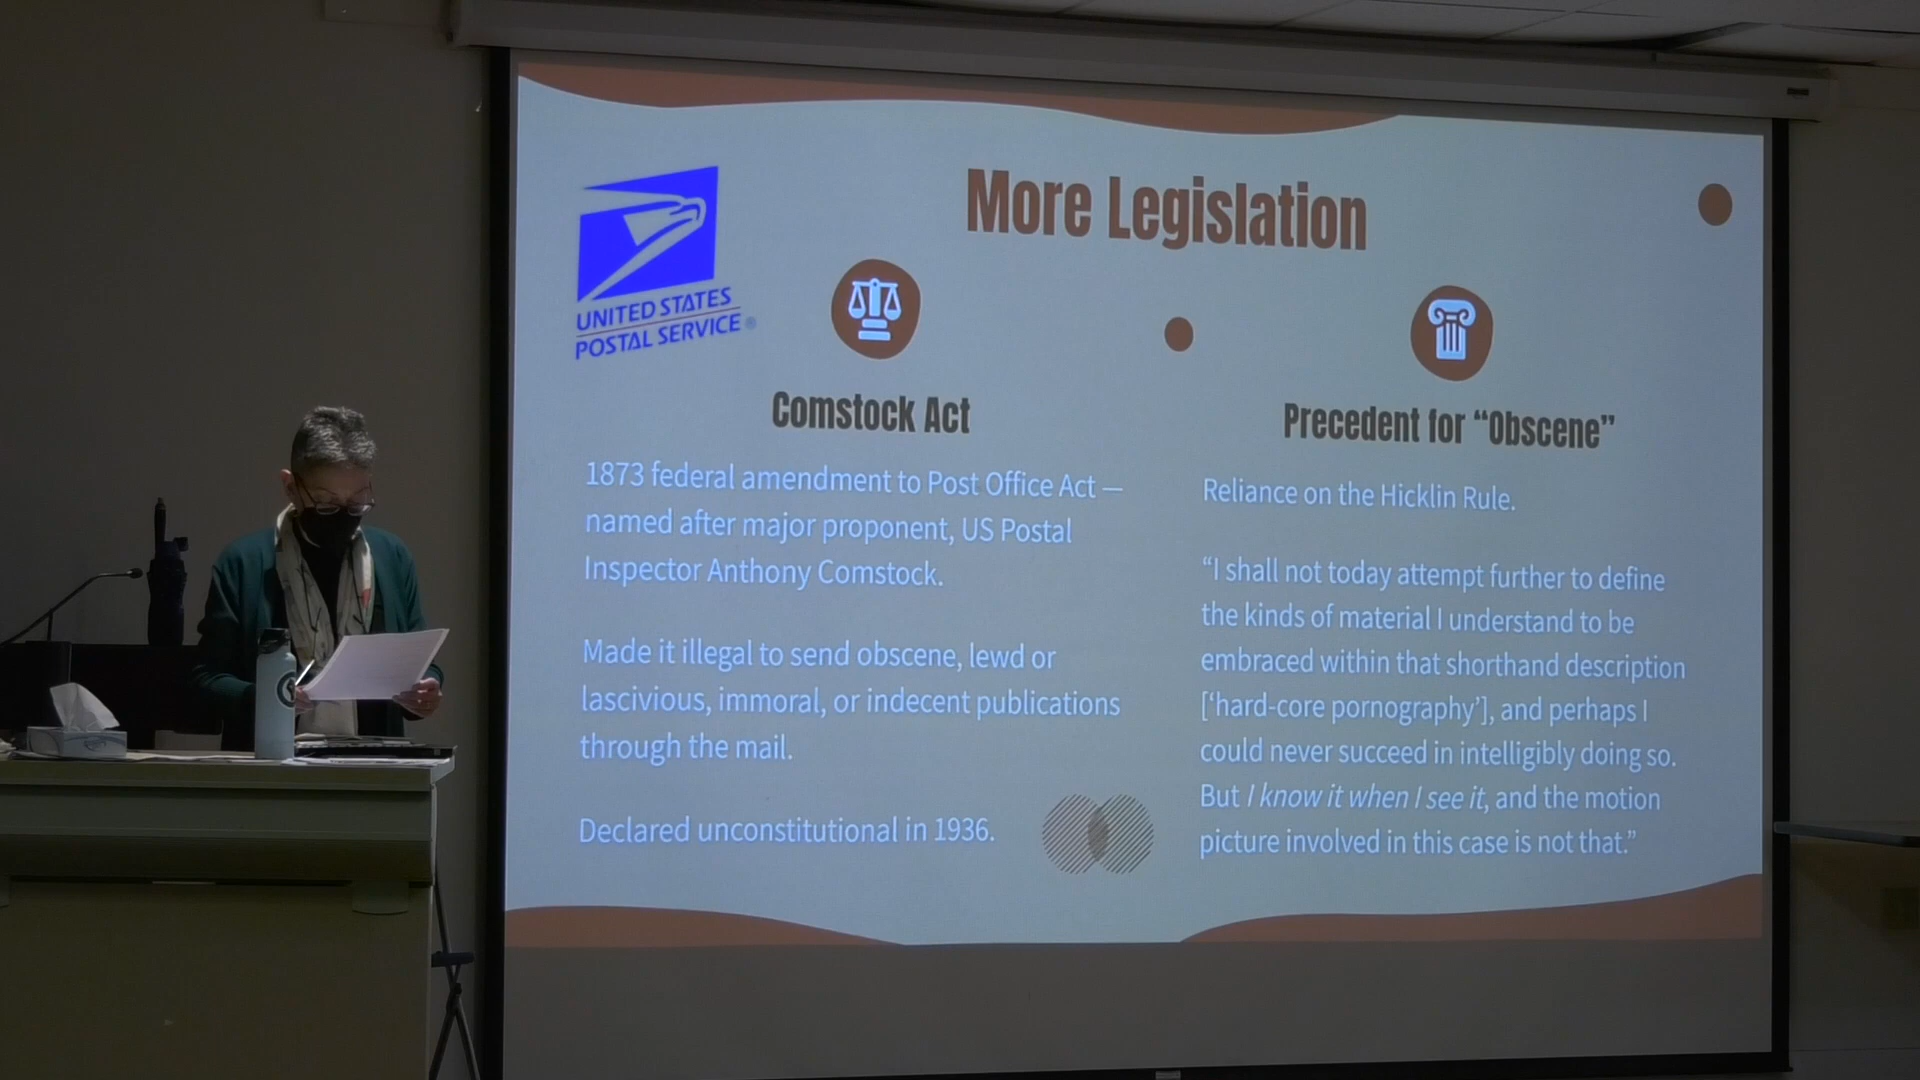 More Legislation
UNITED STATES
POSTAL SERVICE®
Comstock Act
1873 federal amendment to Post Office Act —
named after major proponent, US Postal
Inspector Anthony Comstock.
Made it illegal to send obscene, lewd or
lascivious, immoral, or indecent publications
through the mail.
Declared unconstitutional in 1936.
Precedent for “Obscene”
Reliance on the Hicklin Rule.
“I shall not today attempt further to define
the kinds of material I understand to be
embraced within that shorthand description
[‘hard-core pornography’], and perhaps I
could never succeed in intelligibly doing so.
But I know it when I see it, and the motion
picture involved in this case is not that.”